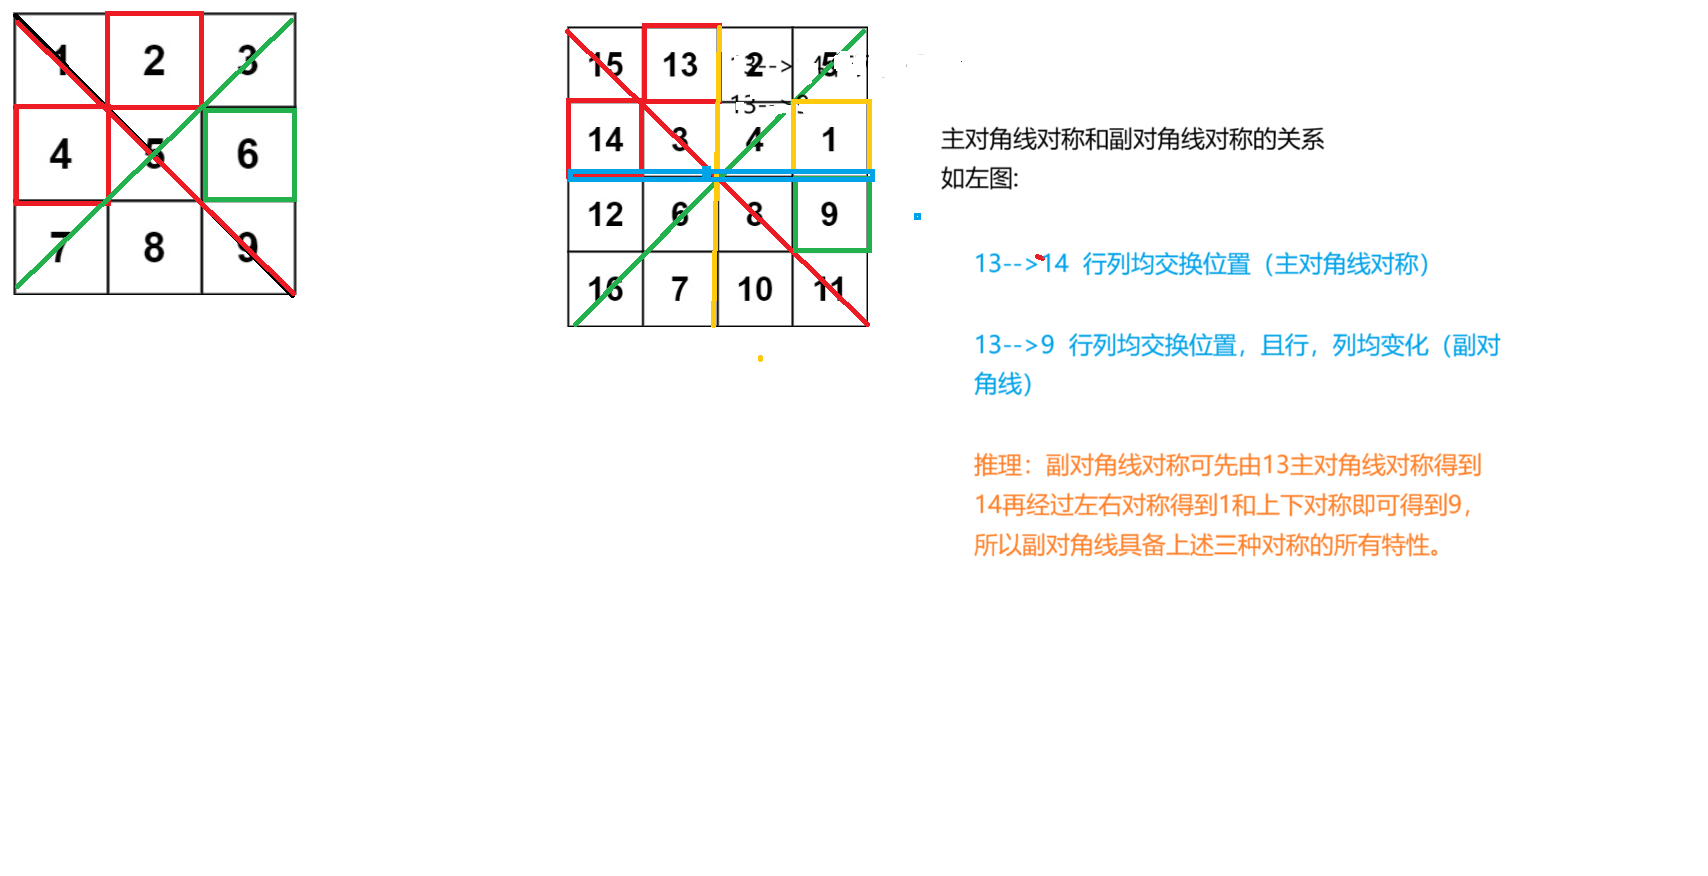 1 2 3
4 5 6
7 8 9
15 13 2 5
14 3 4 1
12 6 8 9
16 7 10 11
13-->
13--
主对角线对称和副对角线对称的关系
如左图:
13-->14 行列均交换位置（主对角线对称）
13-->9 行列均交换位置，且行，列均变化（副对
角线）
推理：副对角线对称可先由13主对角线对称得到
14再经过左右对称得到1和上下对称即可得到9，
所以副对角线具备上述三种对称的所有特性。